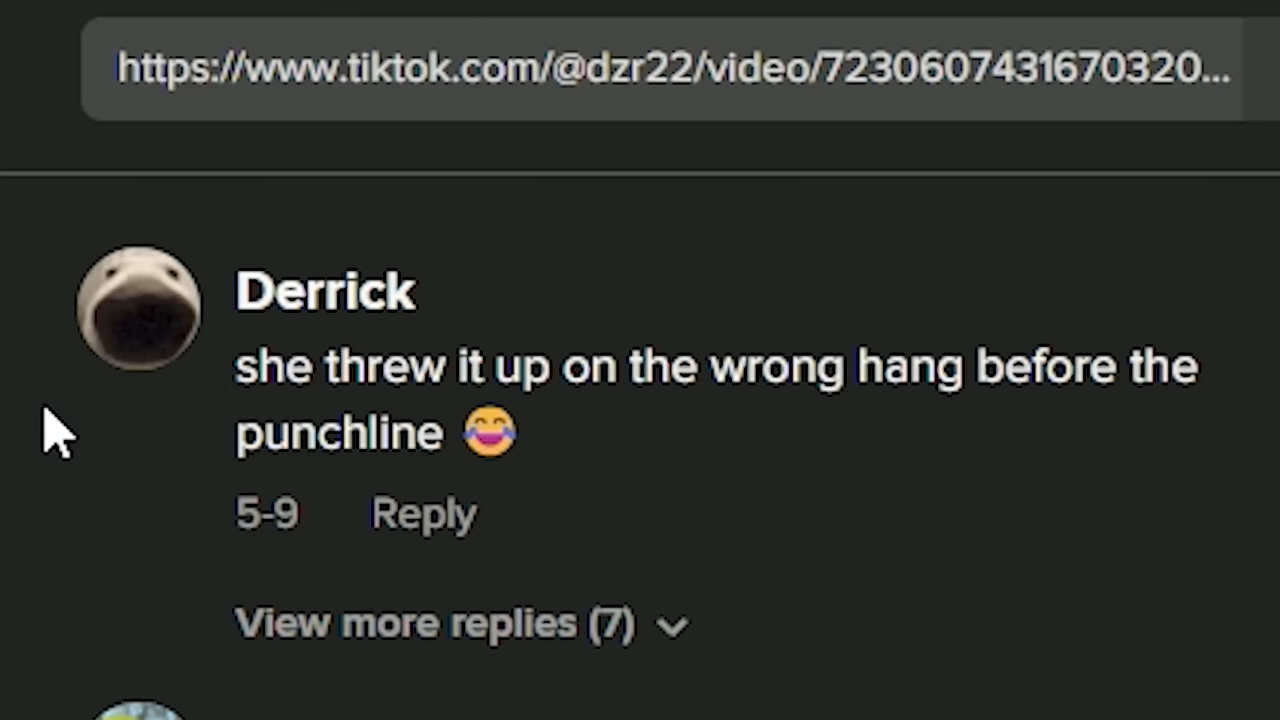 https://www.tiktok.com/@dzr22/video/7230607431670320...
Derrick
she threw it up on the wrong hang before the
punchline 😂
5-9 Reply
View more replies (7)